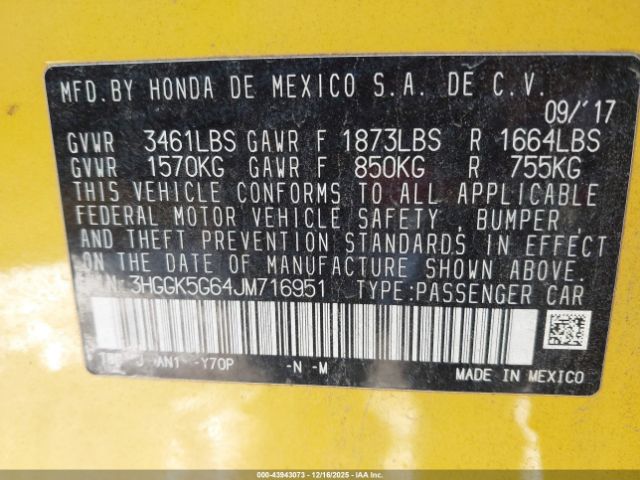 MFD.BY HONDA DE MEXICO S.A. DE C.V.
09/'17
GVWR 3461LBS GAWR F 1873LBS R 1664LBS
GVWR 1570KG GAWR F 850KG R 755KG
THIS VEHICLE CONFORMS TO ALL APPLICABLE
FEDERAL MOTOR VEHICLE SAFETY, BUMPER,
AND THEFT PREVENTION STANDARDS IN EFFECT
ON THE DATE OF MANUFACTURE SHOWN ABOVE.
3HGGK5G64JM716951 TYPE:PASSENGER CAR
AN1 -Y70P -N -M
MADE IN MEXICO
000-43943073 - 12/16/2025 - IAA Inc.